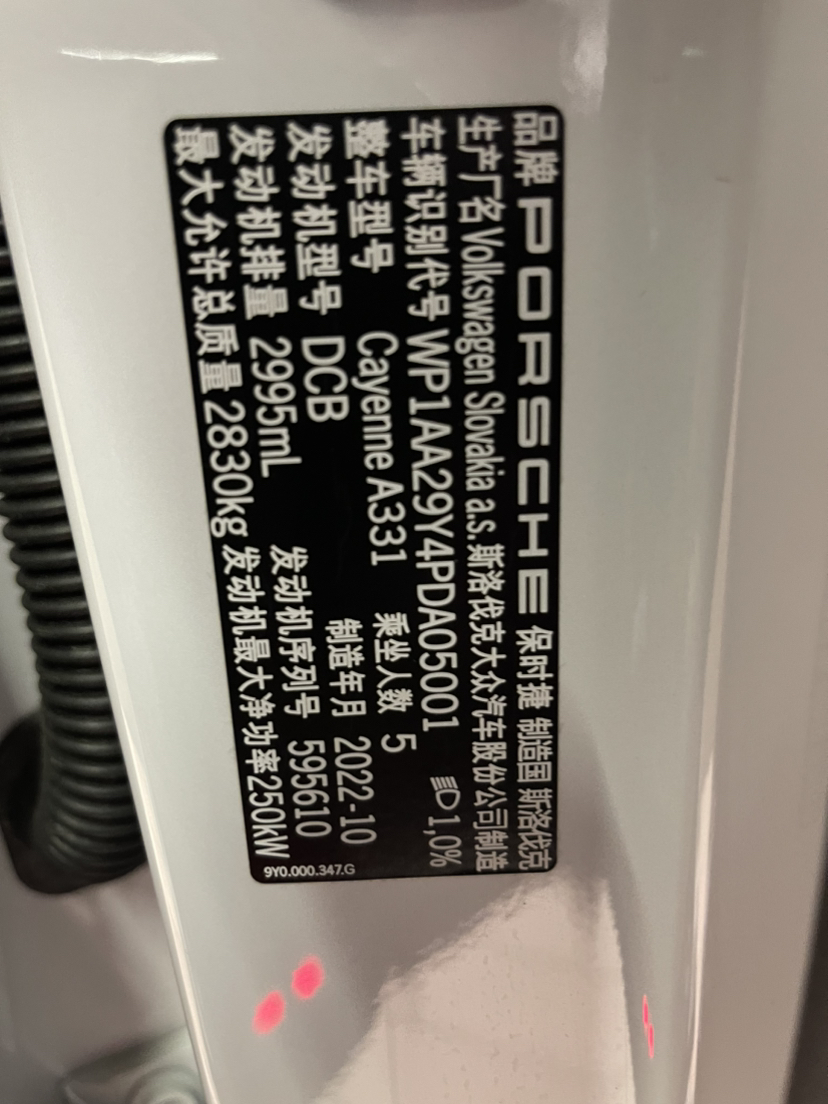 品牌 PORSCHE 保时捷 制造国 斯洛伐克
生产厂名 Volkswagen Slovakia a.s. 斯洛伐克大众汽车股份公司制造
车辆识别代号 WP1AA29Y4PDA05001 1,0%
整车型号 Cayenne A331 乘坐人数 5
发动机型号 DCB 制造年月 2022-10
发动机排量 2995mL 发动机序列号 595610
最大允许总质量 2830kg 发动机最大净功率 250kW
9Y0.000.347.G